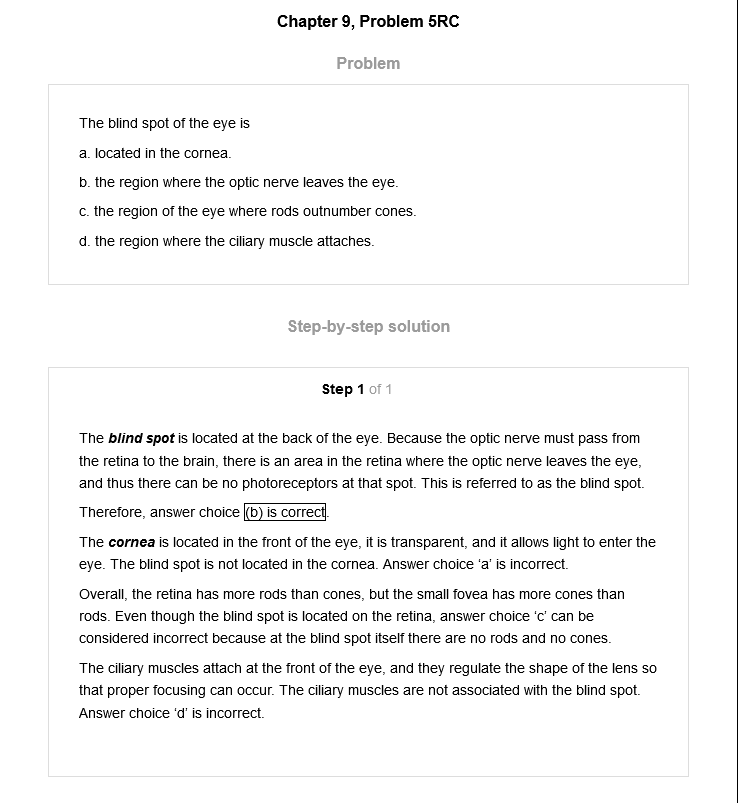 Chapter 9, Problem 5RC
Problem
The blind spot of the eye is
a. located in the cornea.
b. the region where the optic nerve leaves the eye.
c. the region of the eye where rods outnumber cones.
d. the region where the ciliary muscle attaches.
Step-by-step solution
Step 1 of 1
The blind spot is located at the back of the eye. Because the optic nerve must pass from
the retina to the brain, there is an area in the retina where the optic nerve leaves the eye,
and thus there can be no photoreceptors at that spot. This is referred to as the blind spot.
Therefore, answer choice (b) is correct.
The cornea is located in the front of the eye, it is transparent, and it allows light to enter the
eye. The blind spot is not located in the cornea. Answer choice ‘a’ is incorrect.
Overall, the retina has more rods than cones, but the small fovea has more cones than
rods. Even though the blind spot is located on the retina, answer choice ‘c’ can be
considered incorrect because at the blind spot itself there are no rods and no cones.
The ciliary muscles attach at the front of the eye, and they regulate the shape of the lens so
that proper focusing can occur. The ciliary muscles are not associated with the blind spot.
Answer choice ‘d’ is incorrect.